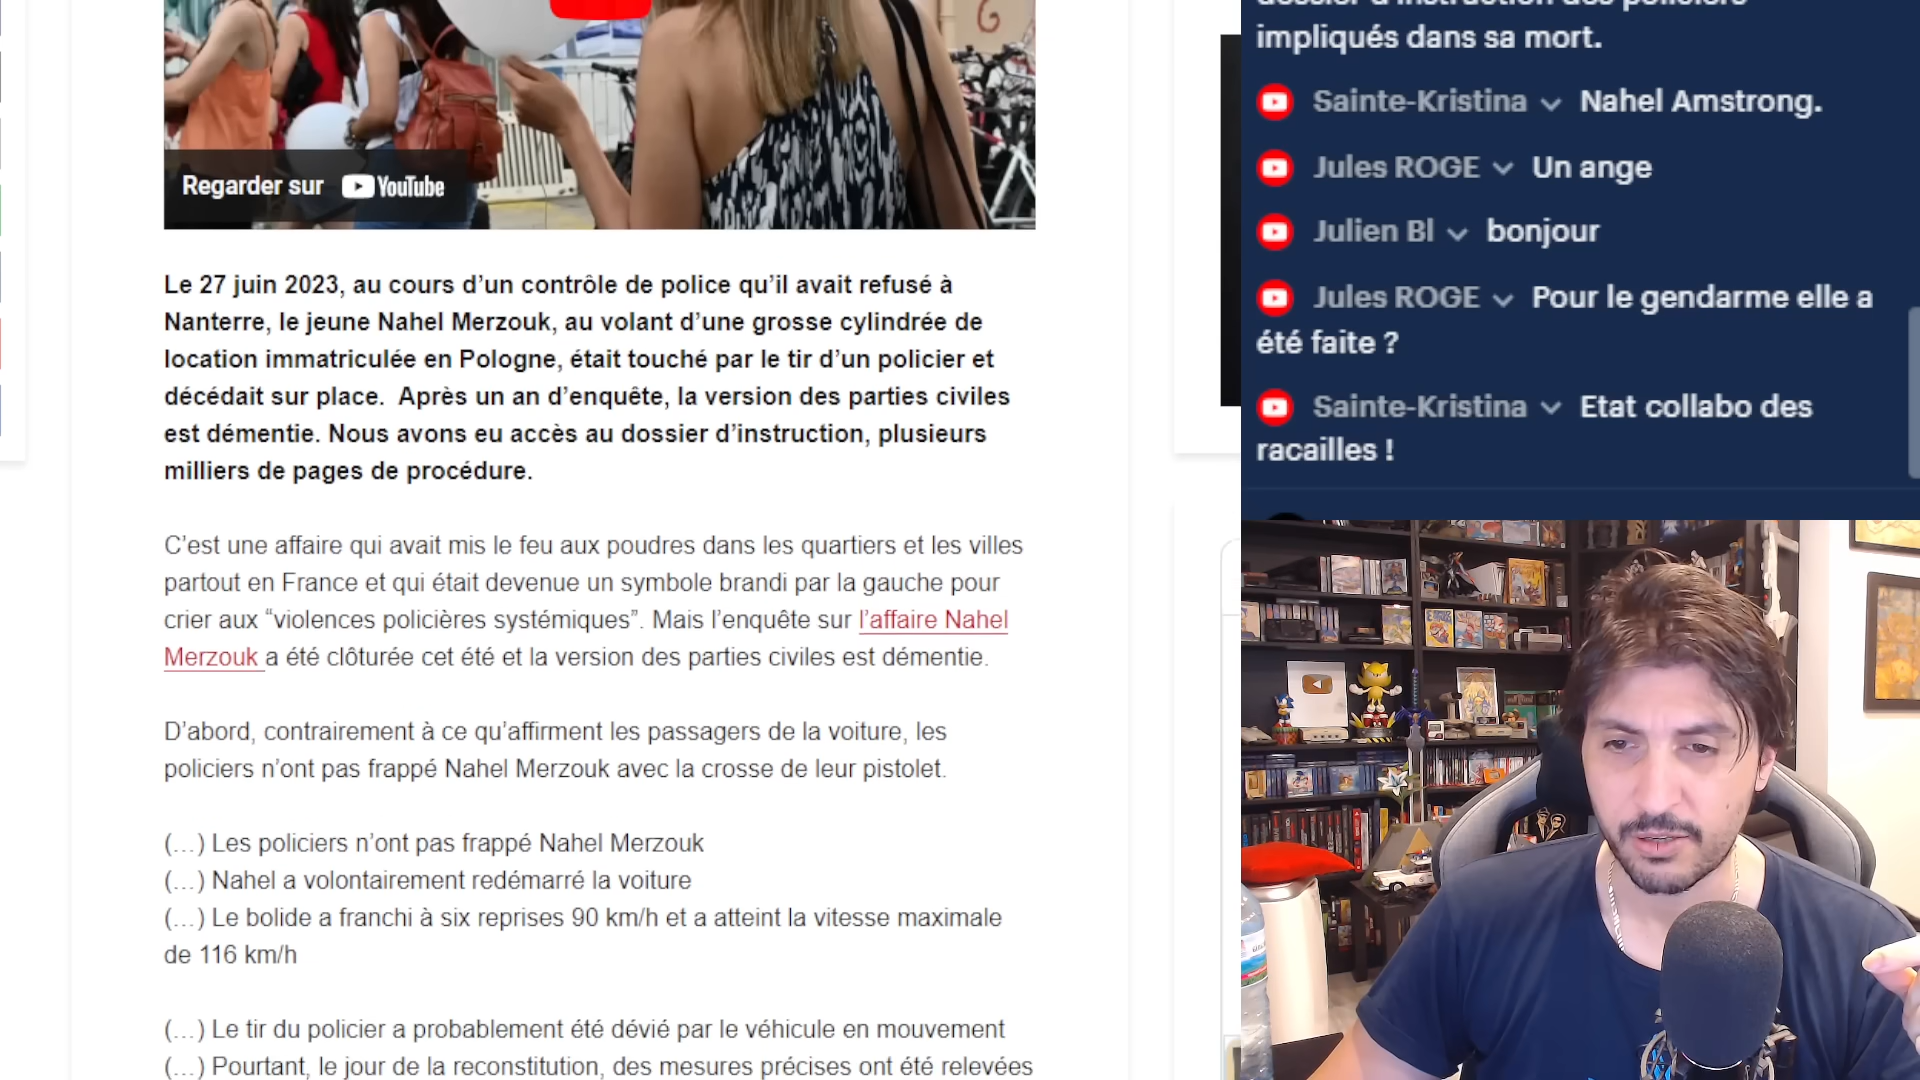 Regarder sur YouTube
Le 27 juin 2023, au cours d’un contrôle de police qu’il avait refusé à
Nanterre, le jeune Nahel Merzouk, au volant d’une grosse cylindrée de
location immatriculée en Pologne, était touché par le tir d’un policier et
décédait sur place.  Après un an d’enquête, la version des parties civiles
est démentie. Nous avons eu accès au dossier d’instruction, plusieurs
milliers de pages de procédure.
C’est une affaire qui avait mis le feu aux poudres dans les quartiers et les villes
partout en France et qui était devenue un symbole brandi par la gauche pour
crier aux “violences policières systémiques”. Mais l’enquête sur l’affaire Nahel
Merzouk a été clôturée cet été et la version des parties civiles est démentie.
D’abord, contrairement à ce qu’affirment les passagers de la voiture, les
policiers n’ont pas frappé Nahel Merzouk avec la crosse de leur pistolet.
(…) Les policiers n’ont pas frappé Nahel Merzouk
(…) Nahel a volontairement redémarré la voiture
(…) Le bolide a franchi à six reprises 90 km/h et a atteint la vitesse maximale
de 116 km/h
(…) Le tir du policier a probablement été dévié par le véhicule en mouvement
(…) Pourtant, le jour de la reconstitution, des mesures précises ont été relevées
dossier d'instruction des policiers
impliqués dans sa mort.
Sainte-Kristina Nahel Amstrong.
Jules ROGE Un ange
Julien Bl bonjour
Jules ROGE Pour le gendarme elle a
été faite ?
Sainte-Kristina Etat collabo des
racailles !